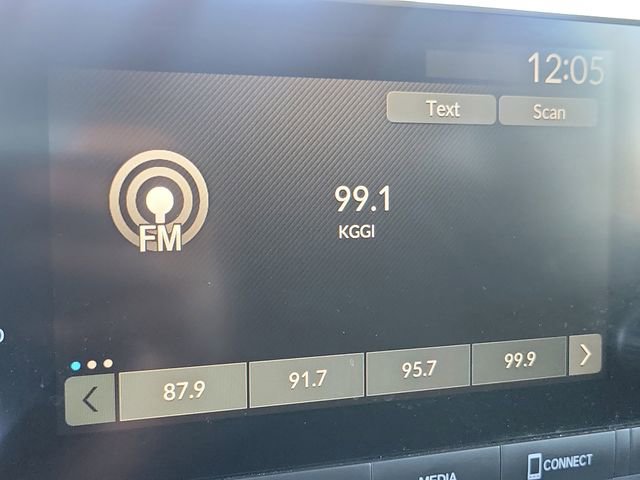 12:05
Text Scan
99.1
FM
KGGI
87.9 91.7 95.7 99.9
MEDIA CONNECT